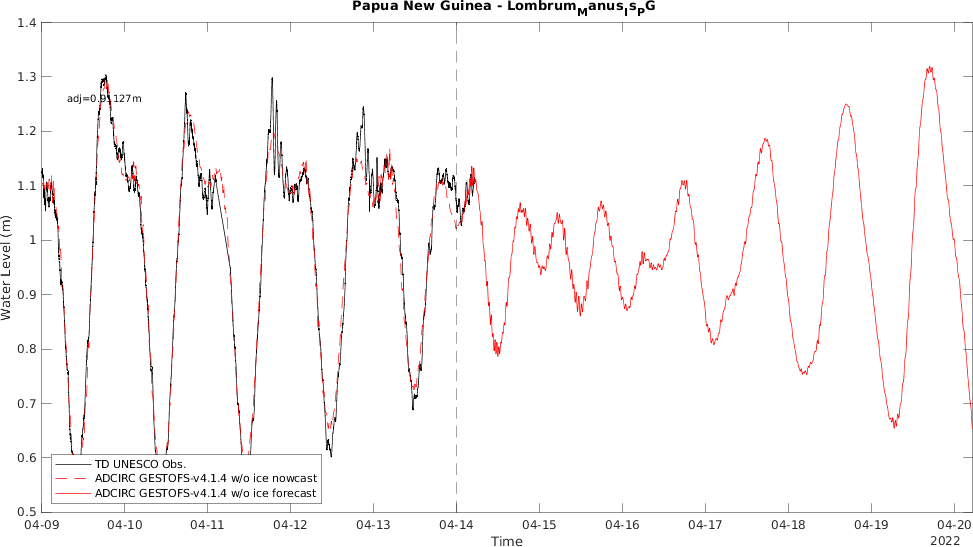 Papua New Guinea - LombrumManusIsPG
1.4
1.3
1.2
1.1
1
0.9
0.8
0.7
0.6
0.5
Water Level (m)
TD UNESCO Obs.
ADCIRC GESTOFS-v4.1.4 w/o ice nowcast
ADCIRC GESTOFS-v4.1.4 w/o ice forecast
04-09 04-10 04-11 04-12 04-13 04-14 04-15 04-16 04-17 04-18 04-19 04-20
Time
2022